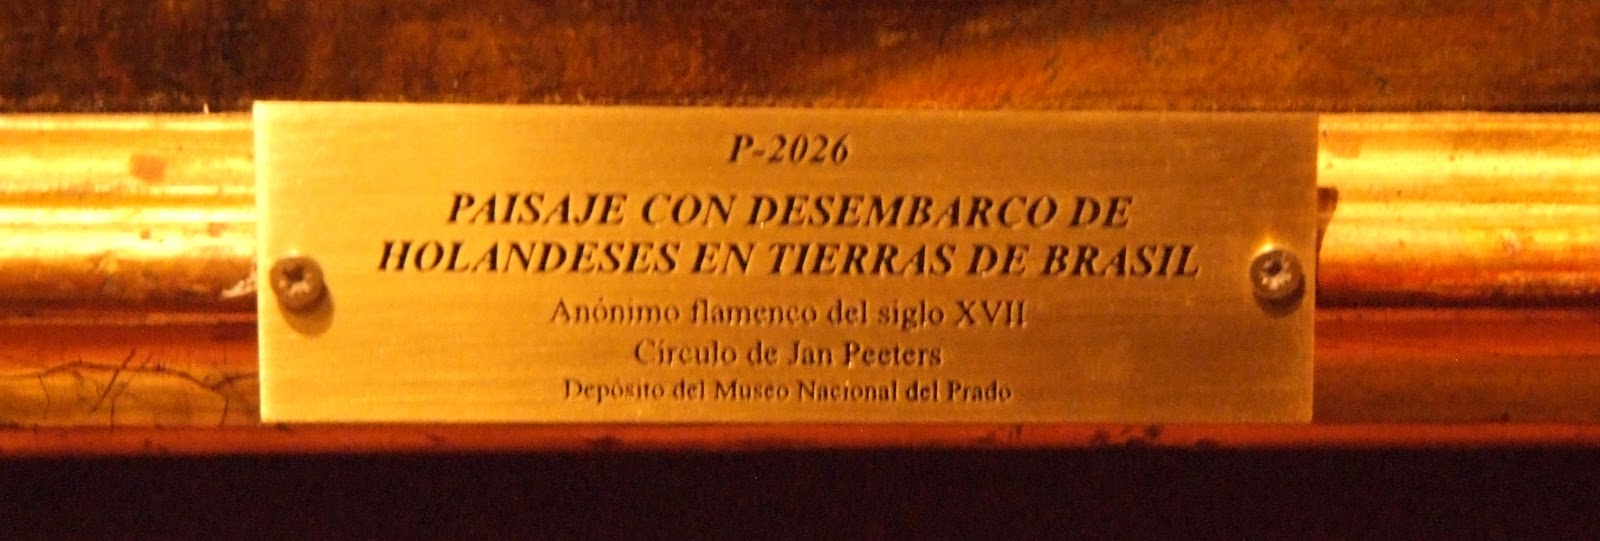 P-2026
PAISAJE CON DESEMBARCO DE
HOLANDESES EN TIERRAS DE BRASIL
Anónimo flamenco del siglo XVII
Círculo de Jan Peeters
Depósito del Museo Nacional del Prado